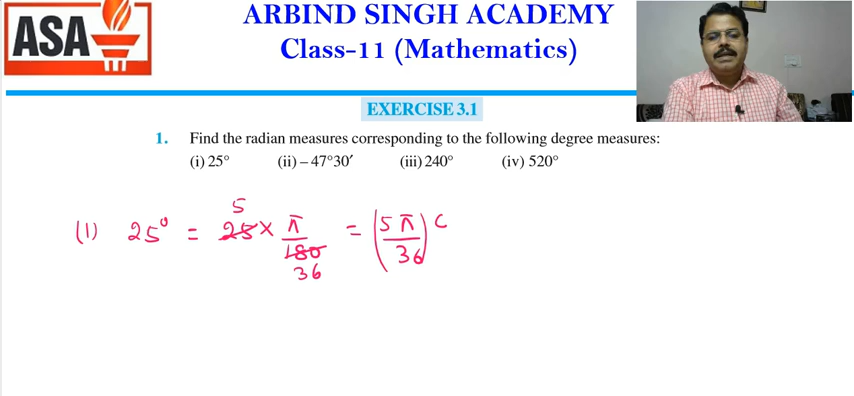 ASA
ARBIND SINGH ACADEMY
Class-11 (Mathematics)
EXERCISE 3.1
1. Find the radian measures corresponding to the following degree measures:
(i) 25° (ii) – 47°30′ (iii) 240° (iv) 520°
(1) 25° = 25 5 × π/180 36 = (5π/36)ᶜ